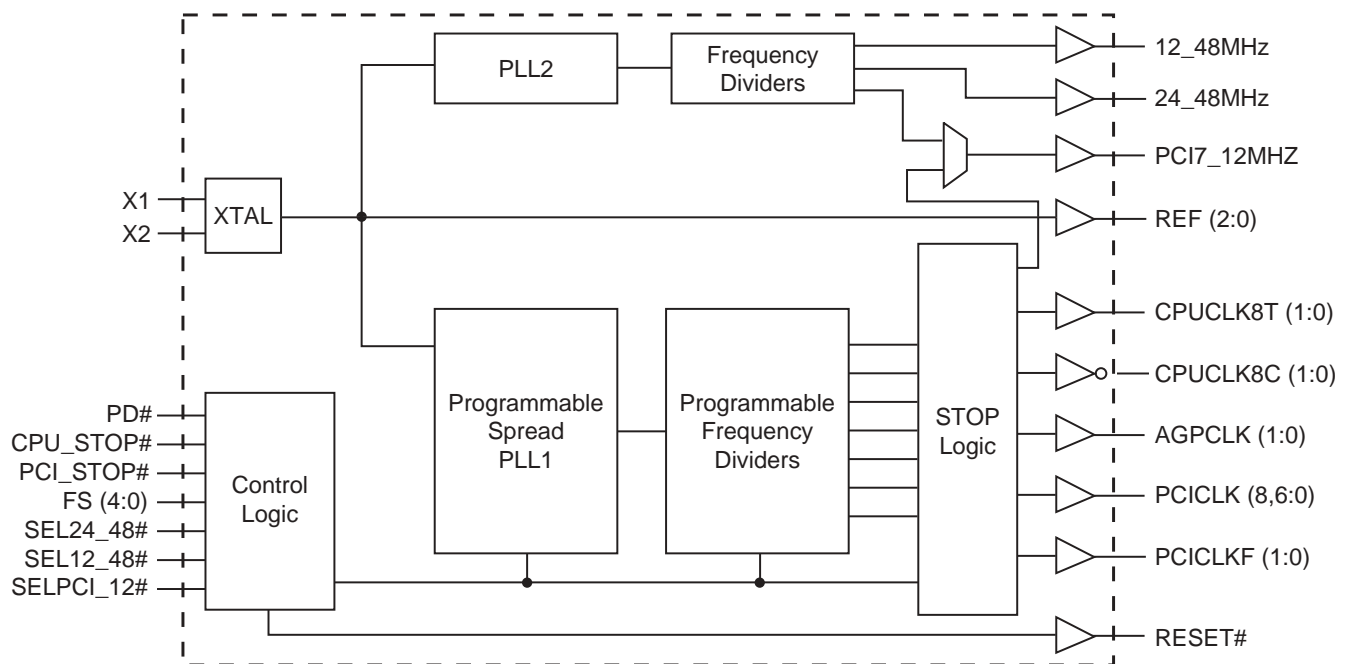 PLL2
Frequency
Dividers
12_48MHz
24_48MHz
PCI7_12MHZ
X1
X2
XTAL
REF (2:0)
CPUCLK8T (1:0)
CPUCLK8C (1:0)
AGPCLK (1:0)
PCICLK (8,6:0)
PCICLKF (1:0)
RESET#
Programmable
Spread
PLL1
Programmable
Frequency
Dividers
STOP
Logic
PD#
CPU_STOP#
PCI_STOP#
FS (4:0)
SEL24_48#
SEL12_48#
SELPCI_12#
Control
Logic